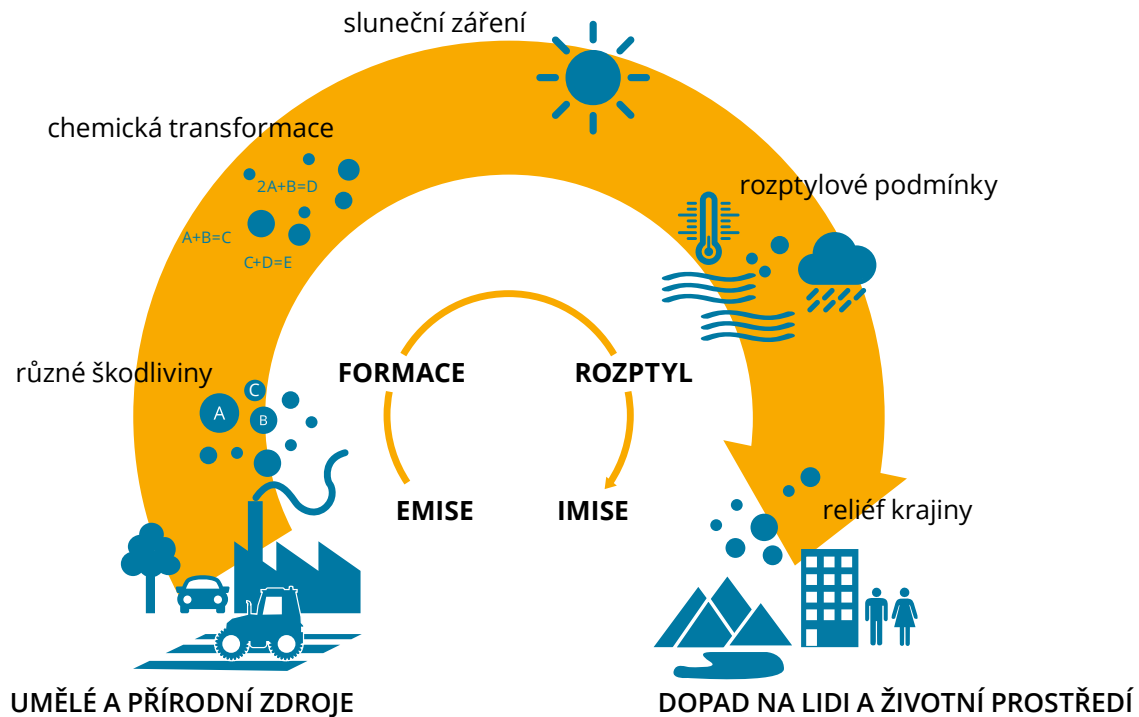 sluneční záření
chemická transformace
2A+B=D
rozptylové podmínky
A+B=C
C+D=E
různé škodliviny
FORMACE
ROZPTYL
C
A
B
EMISE
IMISE
reliéf krajiny
UMĚLÉ A PŘÍRODNÍ ZDROJE
DOPAD NA LIDI A ŽIVOTNÍ PROSTŘEDÍ